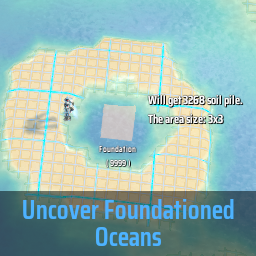 Will get 3268 soil pile.
The area size: 3x3
Foundation
( 9999 )
Uncover Foundationed
Oceans